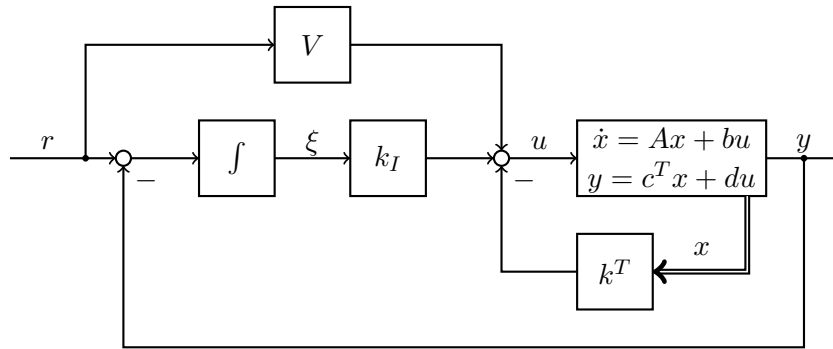 V
r
∫
ξ
k_I
u
ẋ = Ax + bu
y = c^T x + du
y
−
−
x
k^T